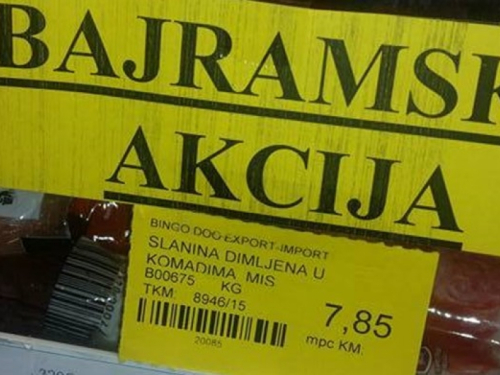 BAJRAMSK
AKCIJA
BINGO DOO EXPORT-IMPORT
SLANINA DIMLJENA U
KOMADIMA MIS
B00675 KG
TKM: 8946/15
7,85
mpc KM:
20085